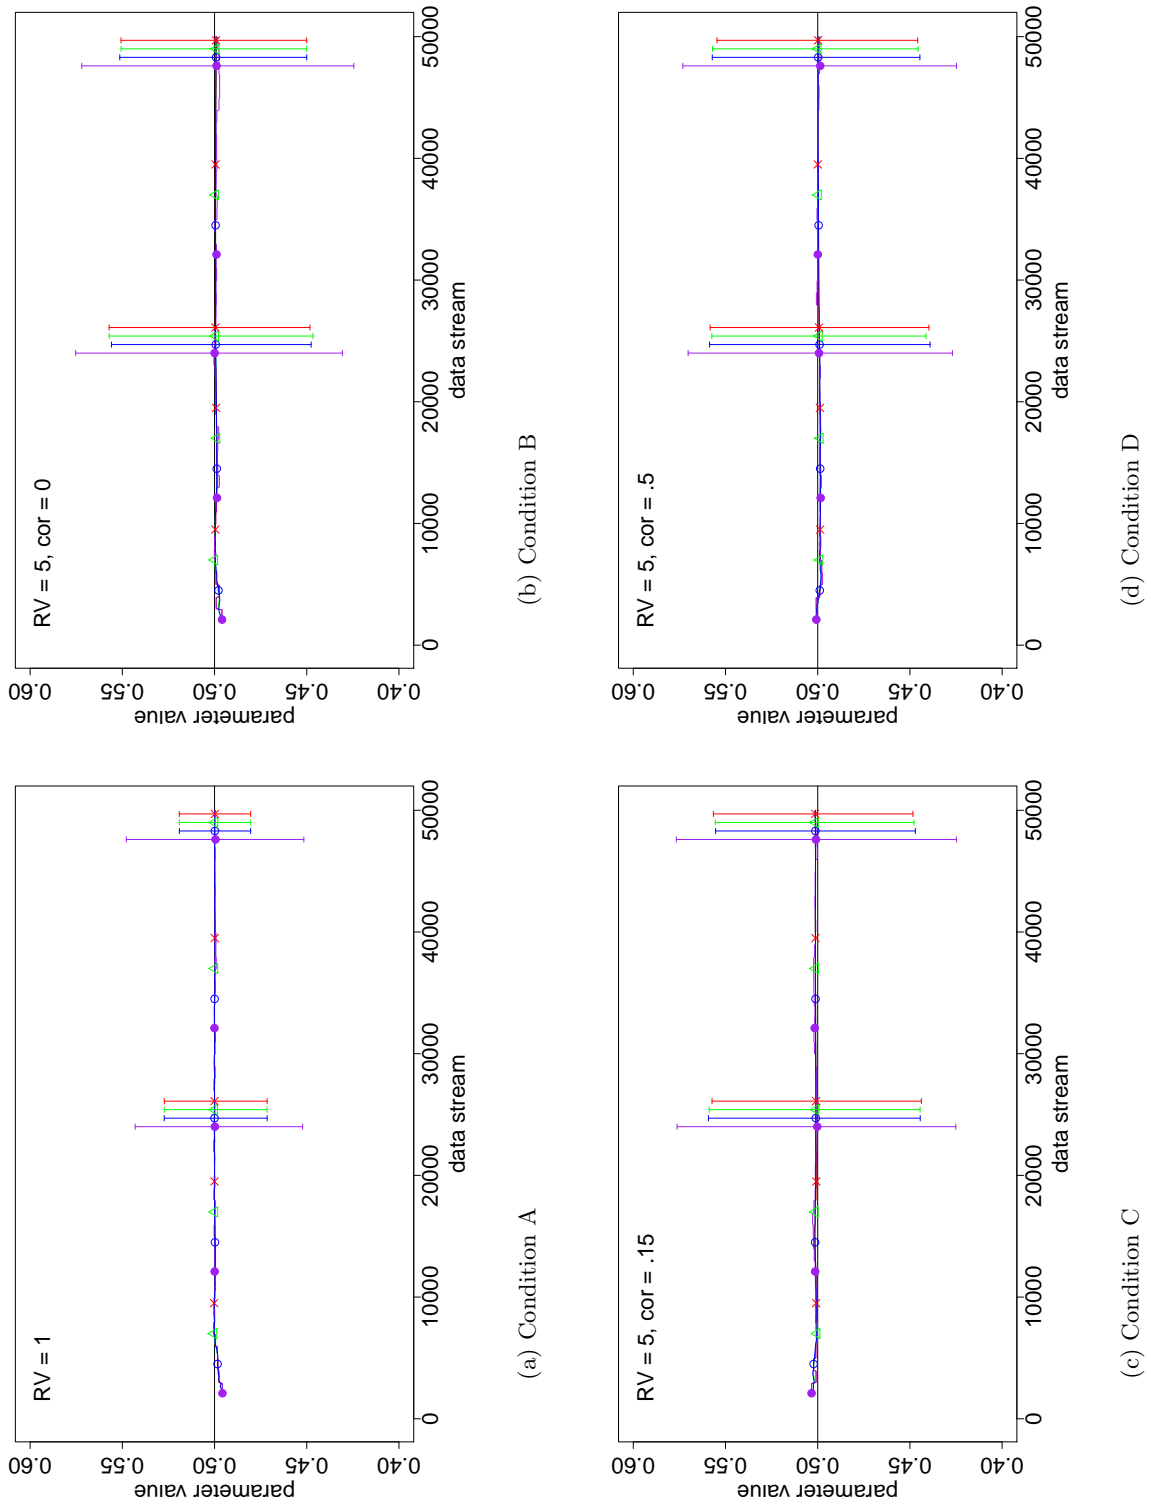 RV = 1
parameter value
0.40
0.45
0.50
0.55
0.60
0
10000
20000
30000
40000
50000
data stream
(a) Condition A
RV = 5, cor = 0
parameter value
0.40
0.45
0.50
0.55
0.60
0
10000
20000
30000
40000
50000
data stream
(b) Condition B
RV = 5, cor = .15
parameter value
0.40
0.45
0.50
0.55
0.60
0
10000
20000
30000
40000
50000
data stream
(c) Condition C
RV = 5, cor = .5
parameter value
0.40
0.45
0.50
0.55
0.60
0
10000
20000
30000
40000
50000
data stream
(d) Condition D